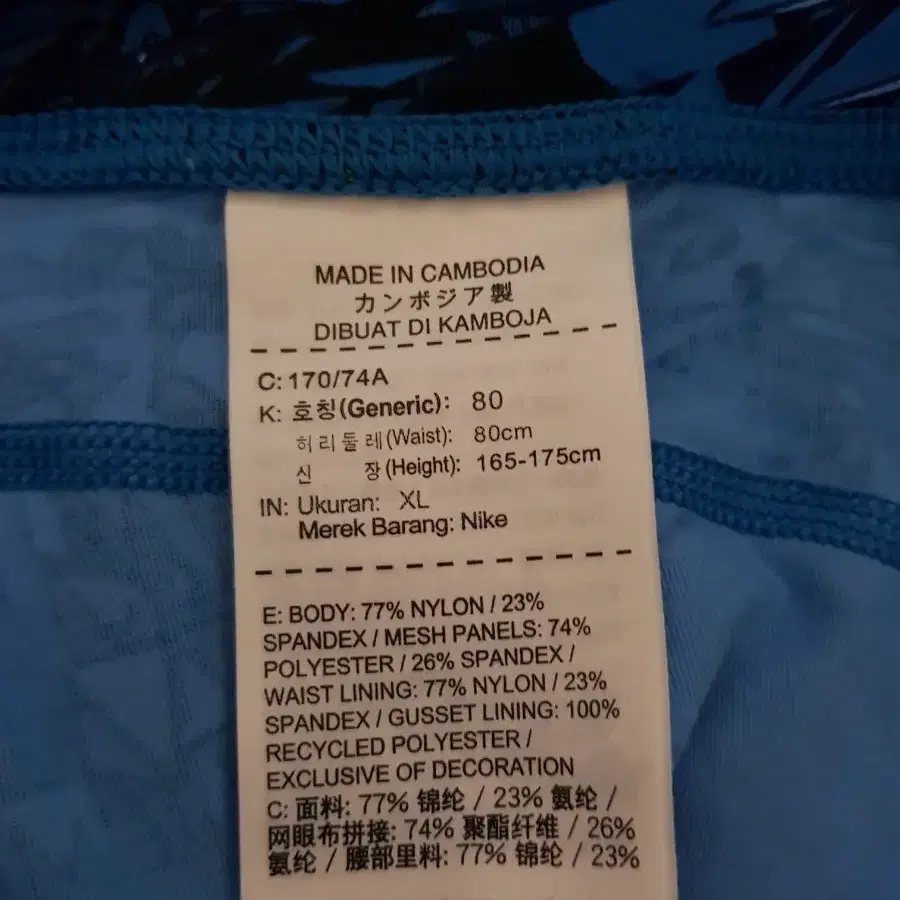 MADE IN CAMBODIA
カンボジア製
DIBUAT DI KAMBOJA
C: 170/74A
K: 호칭(Generic): 80
허리둘레(Waist): 80cm
신 장(Height): 165-175cm
IN: Ukuran: XL
Merek Barang: Nike
E: BODY: 77% NYLON / 23%
SPANDEX / MESH PANELS: 74%
POLYESTER / 26% SPANDEX /
WAIST LINING: 77% NYLON / 23%
SPANDEX / GUSSET LINING: 100%
RECYCLED POLYESTER /
EXCLUSIVE OF DECORATION
C: 面料: 77% 锦纶 / 23% 氨纶 /
网眼布拼接: 74% 聚酯纤维 / 26%
氨纶 / 腰部里料: 77% 锦纶 / 23%